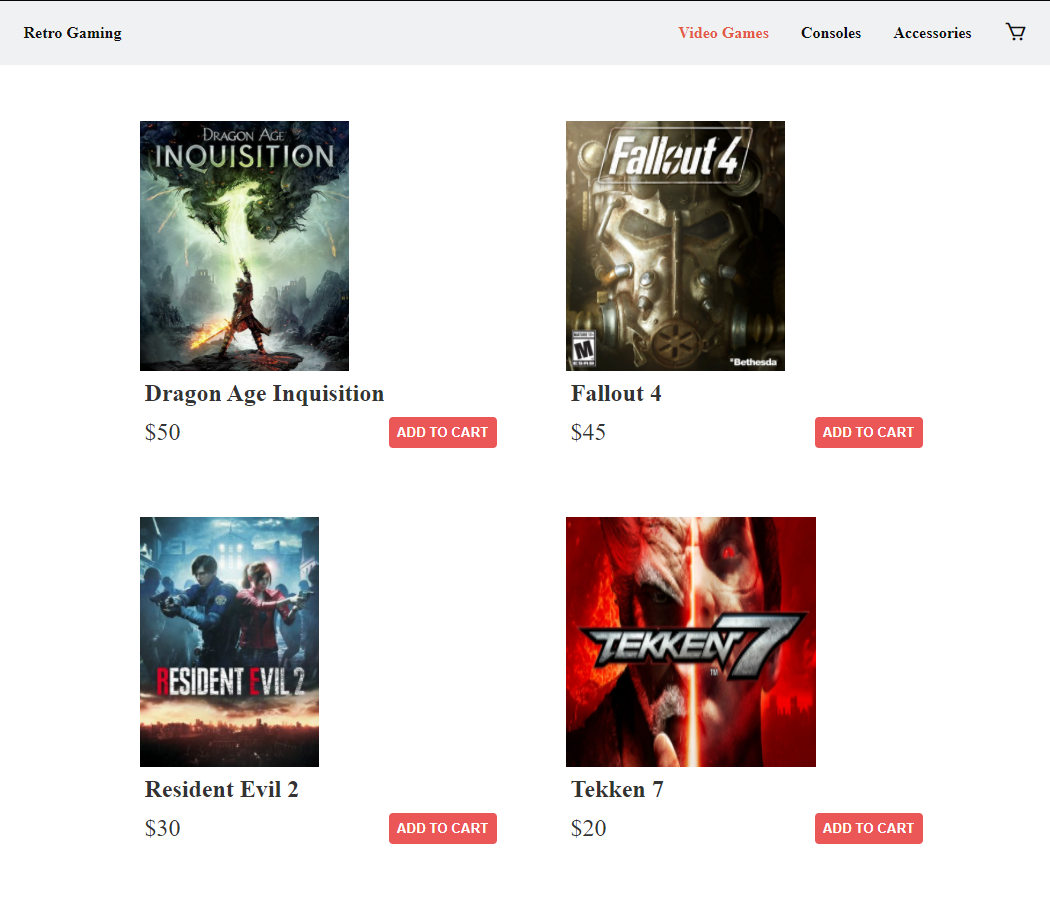 Retro Gaming
Video Games
Consoles
Accessories
DRAGON AGE
INQUISITION
Fallout 4
M
*Bethesda
Dragon Age Inquisition
Fallout 4
$50
ADD TO CART
$45
ADD TO CART
RESIDENT EVIL 2
TEKKEN 7
TM
Resident Evil 2
Tekken 7
$30
ADD TO CART
$20
ADD TO CART